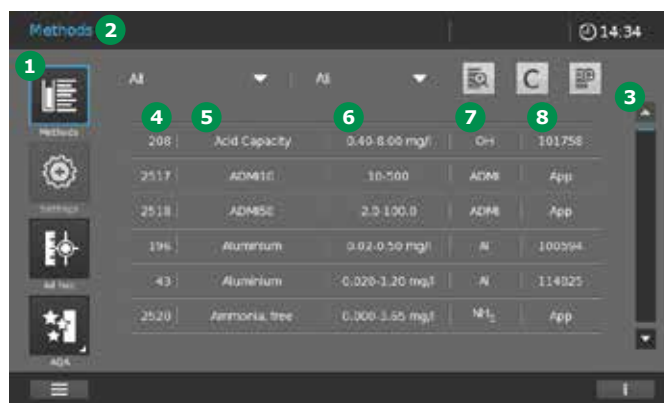 Methods 2
14:34
1
All All C
3
Methods
4 5 6 7 8
208 Acid Capacity 0.40-8.00 mg/l OH 101758
Settings
2517 ADMI10 10-500 ADMI App
2518 ADMI50 2.0-100.0 ADMI App
196 Aluminium 0.02-0.50 mg/l Al 100594
Ad hoc
43 Aluminium 0.020-1.20 mg/l Al 114825
2520 Ammonia, free 0.000-3.65 mg/l NH₃ App
AQA
i